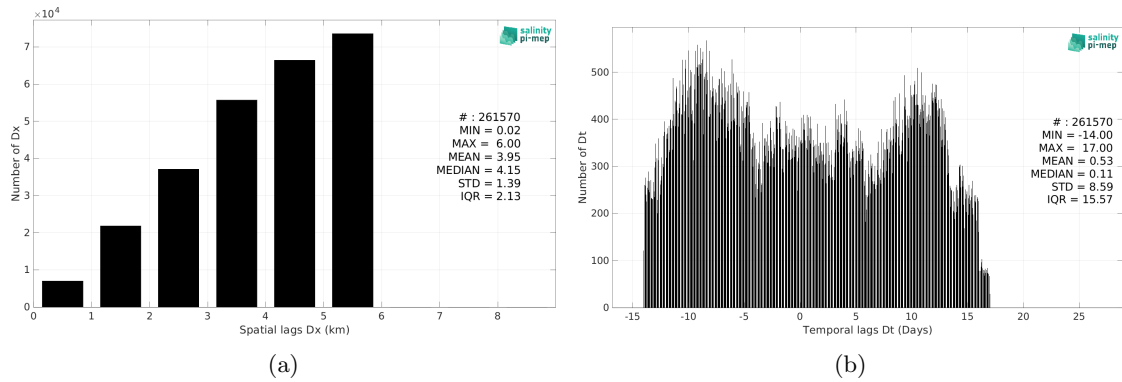 ×10⁴
7
6
5
4
3
2
1
0
Number of Dx
0 1 2 3 4 5 6 7 8
Spatial lags Dx (km)
salinity
pi-mep
# : 261570
MIN = 0.02
MAX = 6.00
MEAN = 3.95
MEDIAN = 4.15
STD = 1.39
IQR = 2.13
(a)
500
400
300
200
100
0
Number of Dt
-15 -10 -5 0 5 10 15 20 25
Temporal lags Dt (Days)
salinity
pi-mep
# : 261570
MIN = -14.00
MAX = 17.00
MEAN = 0.53
MEDIAN = 0.11
STD = 8.59
IQR = 15.57
(b)